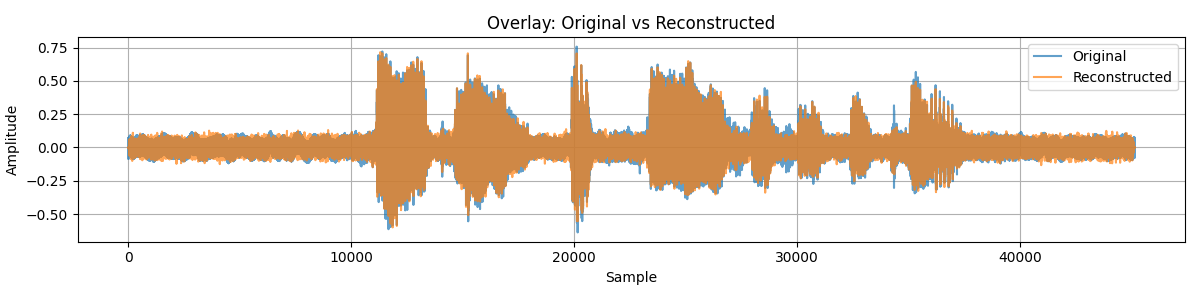 Overlay: Original vs Reconstructed
Original
Reconstructed
Amplitude
0.75
0.50
0.25
0.00
−0.25
−0.50
0 10000 20000 30000 40000
Sample